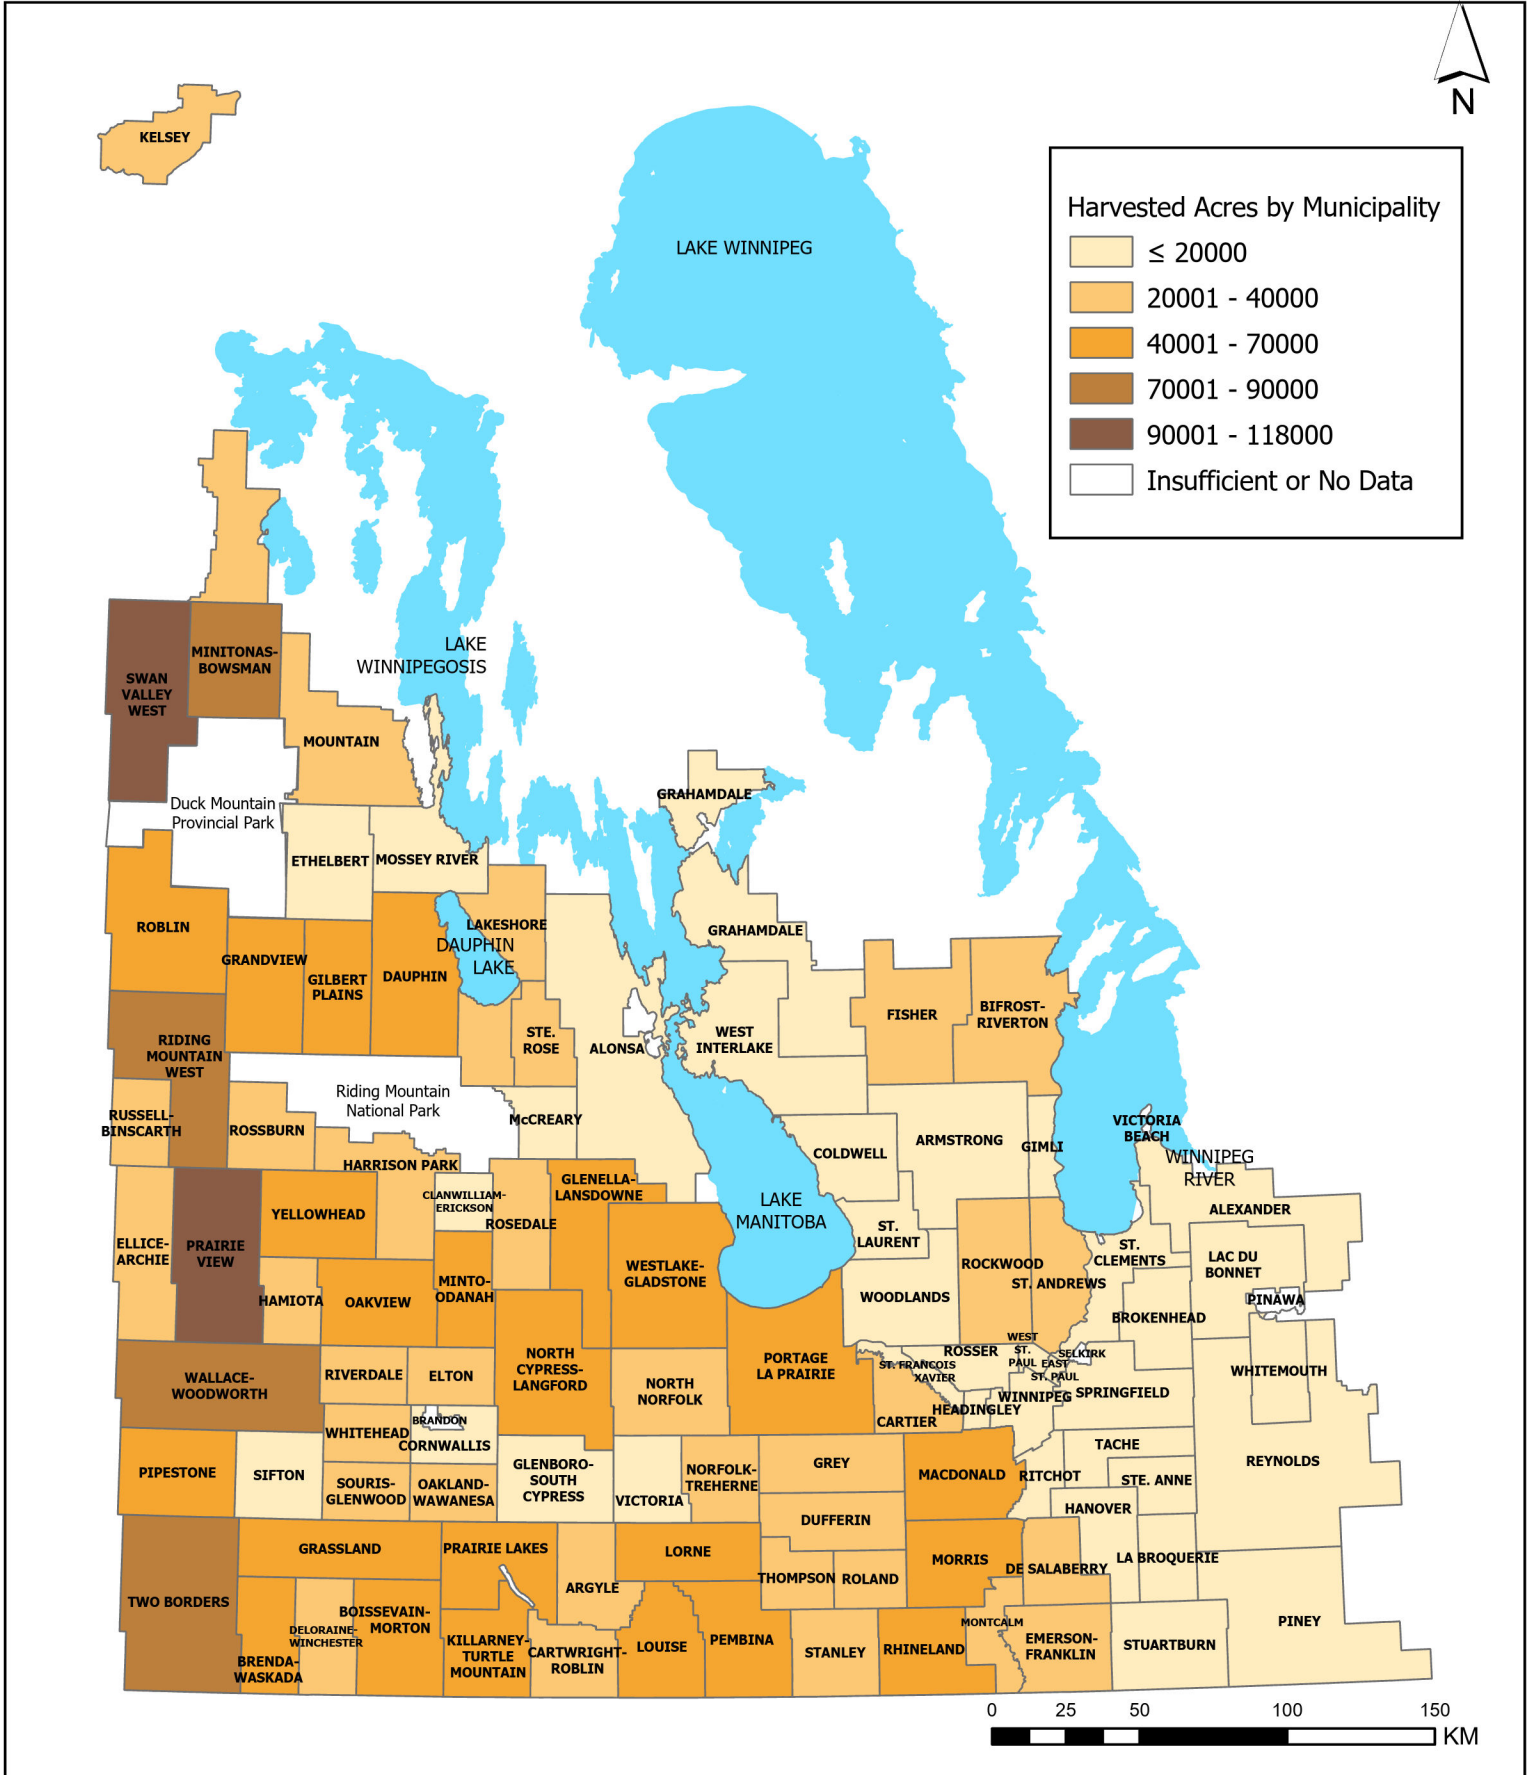 N
KELSEY
LAKE WINNIPEG
Harvested Acres by Municipality
≤ 20000
20001 - 40000
40001 - 70000
70001 - 90000
90001 - 118000
Insufficient or No Data
MINITONAS-
BOWSMAN
SWAN
VALLEY
WEST
LAKE
WINNIPEGOSIS
MOUNTAIN
Duck Mountain
Provincial Park
GRAHAMDALE
ETHELBERT
MOSSEY RIVER
ROBLIN
GRANDVIEW
GILBERT
PLAINS
DAUPHIN
LAKESHORE
DAUPHIN
LAKE
GRAHAMDALE
FISHER
BIFROST-
RIVERTON
STE.
ROSE
ALONSA
WEST
INTERLAKE
RIDING
MOUNTAIN
WEST
Riding Mountain
National Park
RUSSELL-
BINSCARTH
ROSSBURN
McCREARY
HARRISON PARK
COLDWELL
ARMSTRONG
GIMLI
VICTORIA
BEACH
WINNIPEG
RIVER
CLANWILLIAM-
ERICKSON
GLENELLA-
LANSDOWNE
LAKE
MANITOBA
YELLOWHEAD
ROSEDALE
ST.
LAURENT
ALEXANDER
ELLICE-
ARCHIE
PRAIRIE
VIEW
ST.
CLEMENTS
LAC DU
BONNET
WESTLAKE-
GLADSTONE
ROCKWOOD
ST. ANDREWS
HAMIOTA
OAKVIEW
MINTO-
ODANAH
WOODLANDS
PINAWA
BROKENHEAD
WALLACE-
WOODWORTH
RIVERDALE
ELTON
NORTH
CYPRESS-
LANGFORD
NORTH
NORFOLK
PORTAGE
LA PRAIRIE
ROSSER
WEST
ST.
PAUL
EAST
ST. PAUL
SELKIRK
ST. FRANCOIS
XAVIER
WHITEMOUTH
WINNIPEG
SPRINGFIELD
HEADINGLEY
CARTIER
WHITEHEAD
BRANDON
CORNWALLIS
PIPESTONE
SIFTON
SOURIS-
GLENWOOD
OAKLAND-
WAWANESA
GLENBORO-
SOUTH
CYPRESS
VICTORIA
NORFOLK-
TREHERNE
GREY
MACDONALD
RITCHOT
TACHE
STE. ANNE
REYNOLDS
HANOVER
DUFFERIN
GRASSLAND
PRAIRIE LAKES
LORNE
MORRIS
DE SALABERRY
LA BROQUERIE
ARGYLE
THOMPSON
ROLAND
TWO BORDERS
BOISSEVAIN-
MORTON
DELORAINE-
WINCHESTER
BRENDA-
WASKADA
KILLARNEY-
TURTLE
MOUNTAIN
CARTWRIGHT-
ROBLIN
LOUISE
PEMBINA
STANLEY
RHINELAND
MONTCALM
EMERSON-
FRANKLIN
STUARTBURN
PINEY
0 25 50 100 150
KM